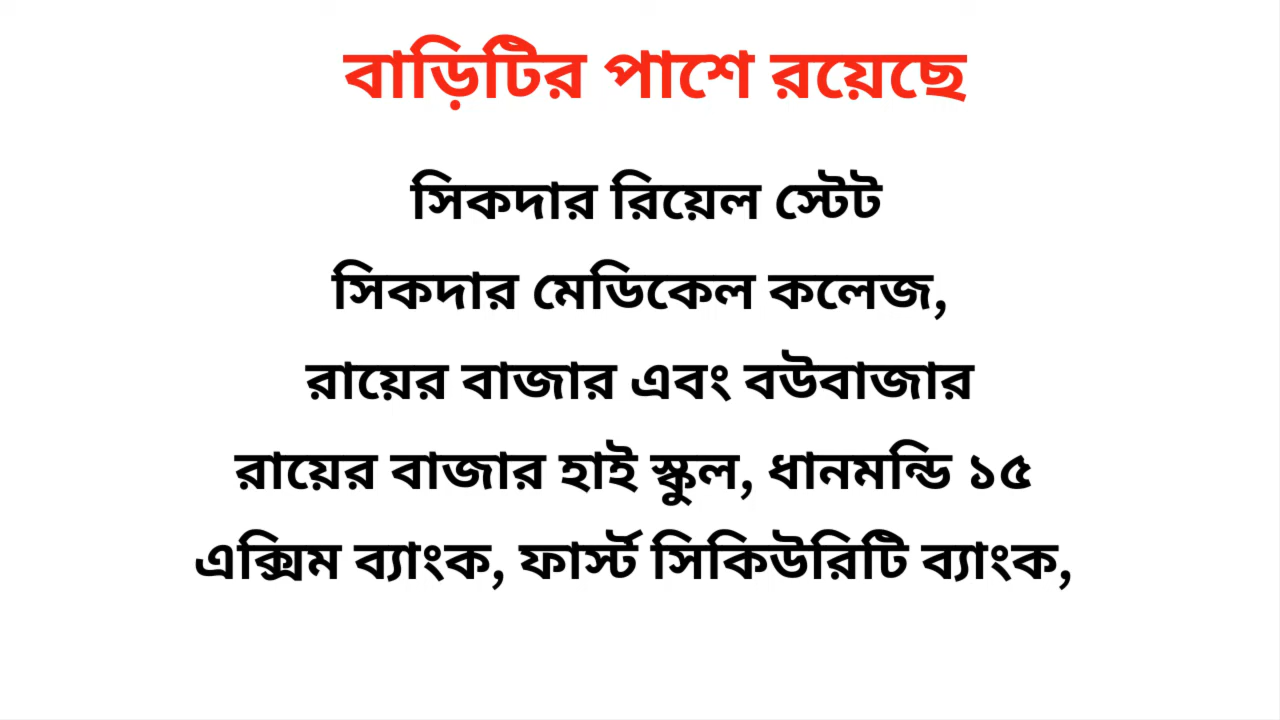 বাড়িটির পাশে রয়েছে
সিকদার রিয়েল স্টেট
সিকদার মেডিকেল কলেজ,
রায়ের বাজার এবং বউবাজার
রায়ের বাজার হাই স্কুল, ধানমন্ডি ১৫
এক্সিম ব্যাংক, ফার্স্ট সিকিউরিটি ব্যাংক,